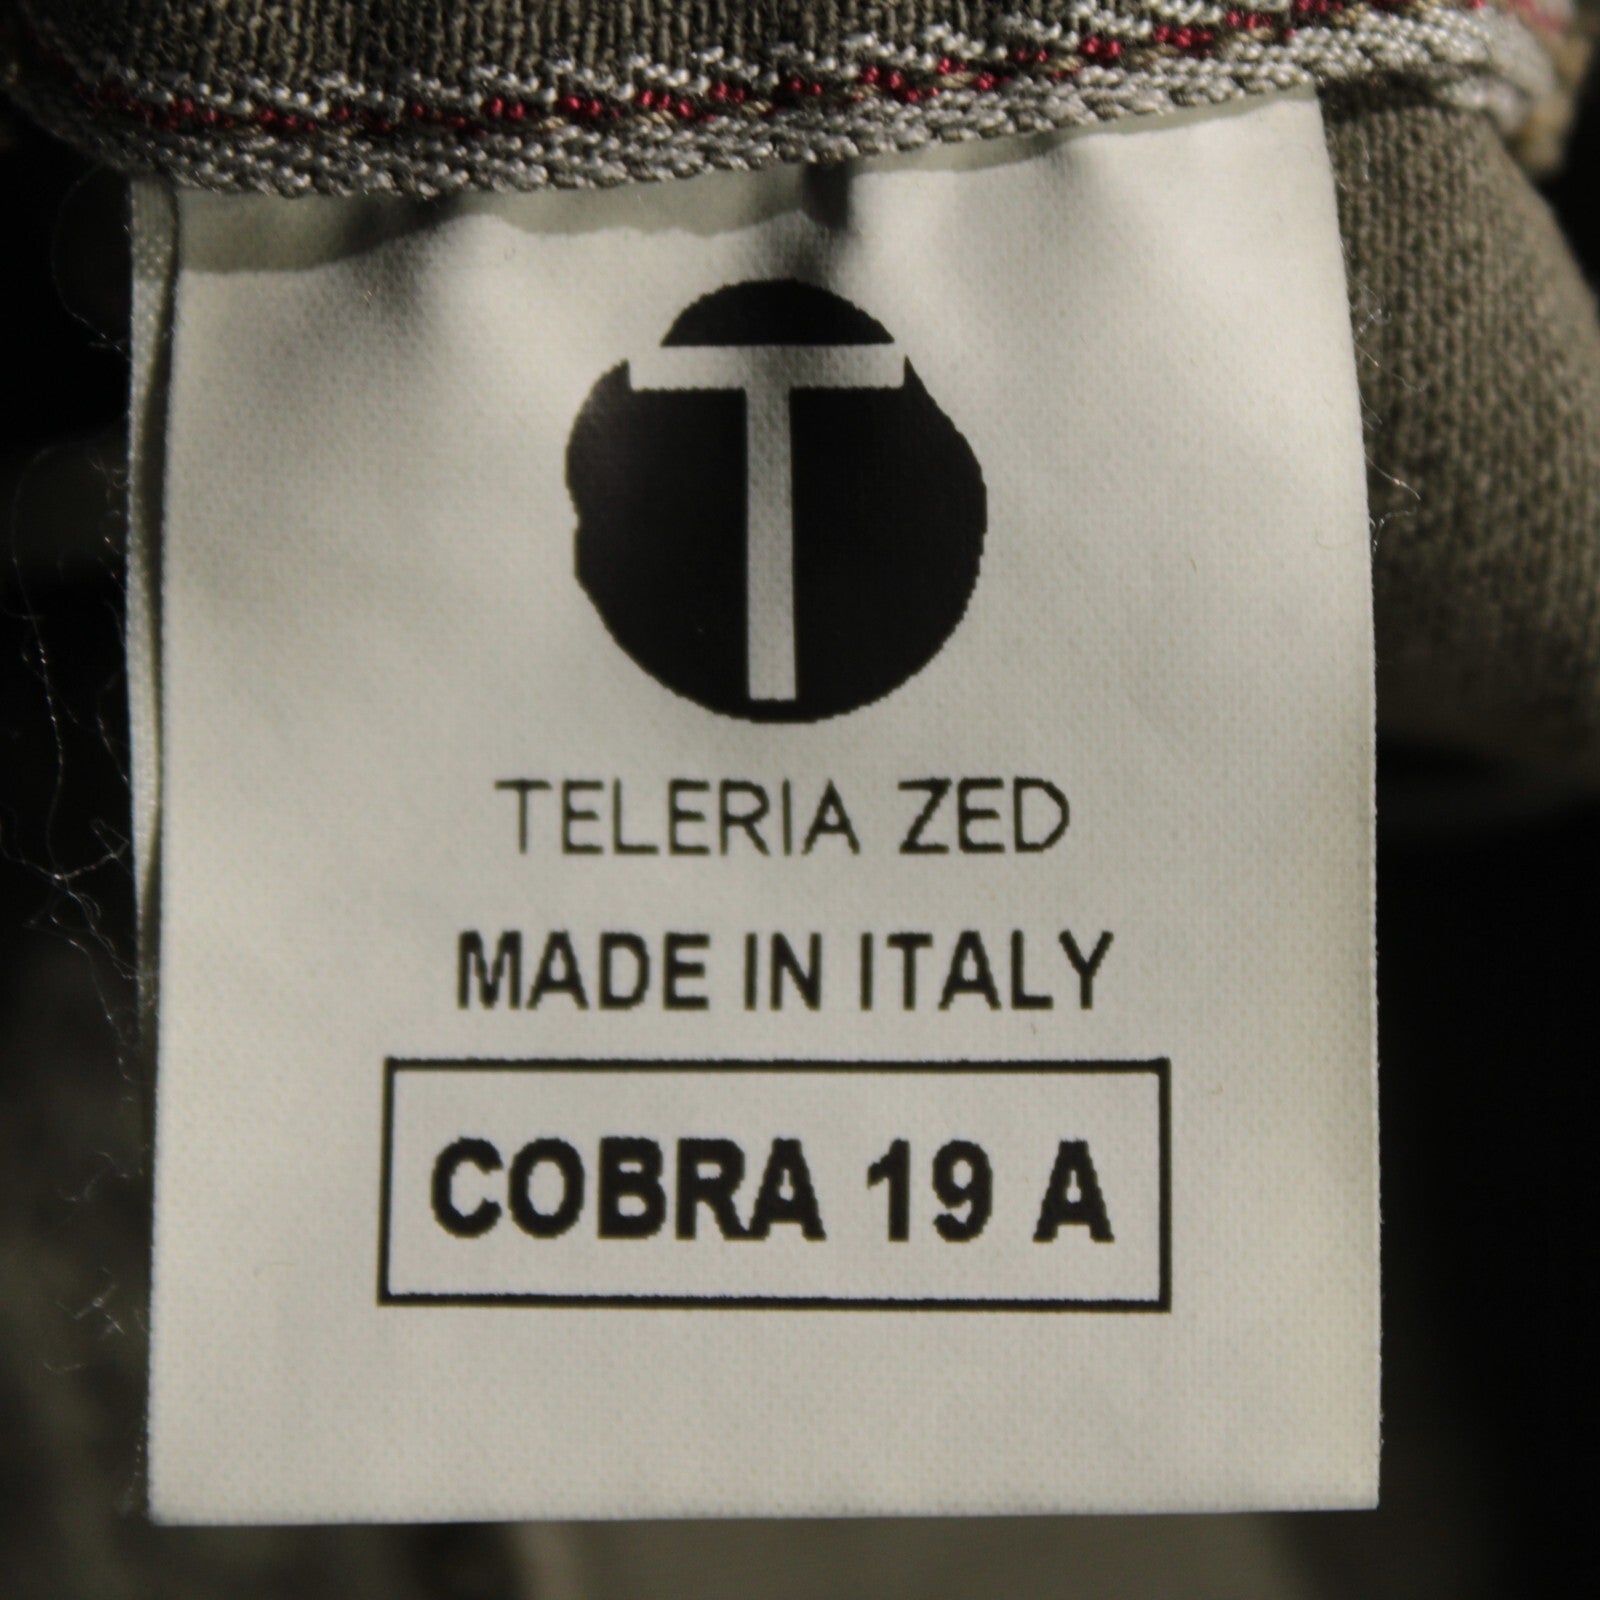 T
TELERIA ZED
MADE IN ITALY
COBRA 19 A